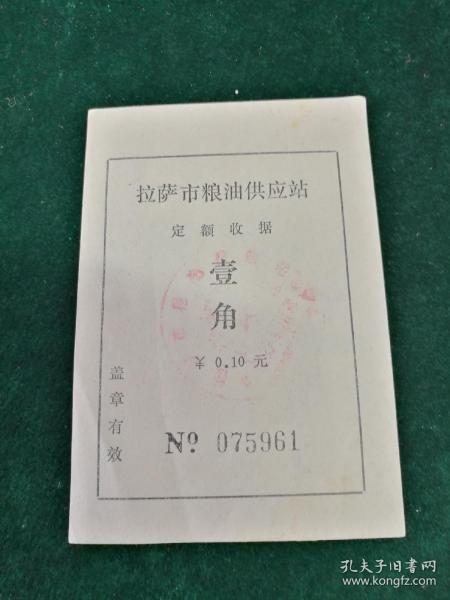 拉萨市粮油供应站
定额收据
壹
角
¥ 0.10 元
盖章有效
№ 075961
孔夫子旧书网
www.kongfz.com